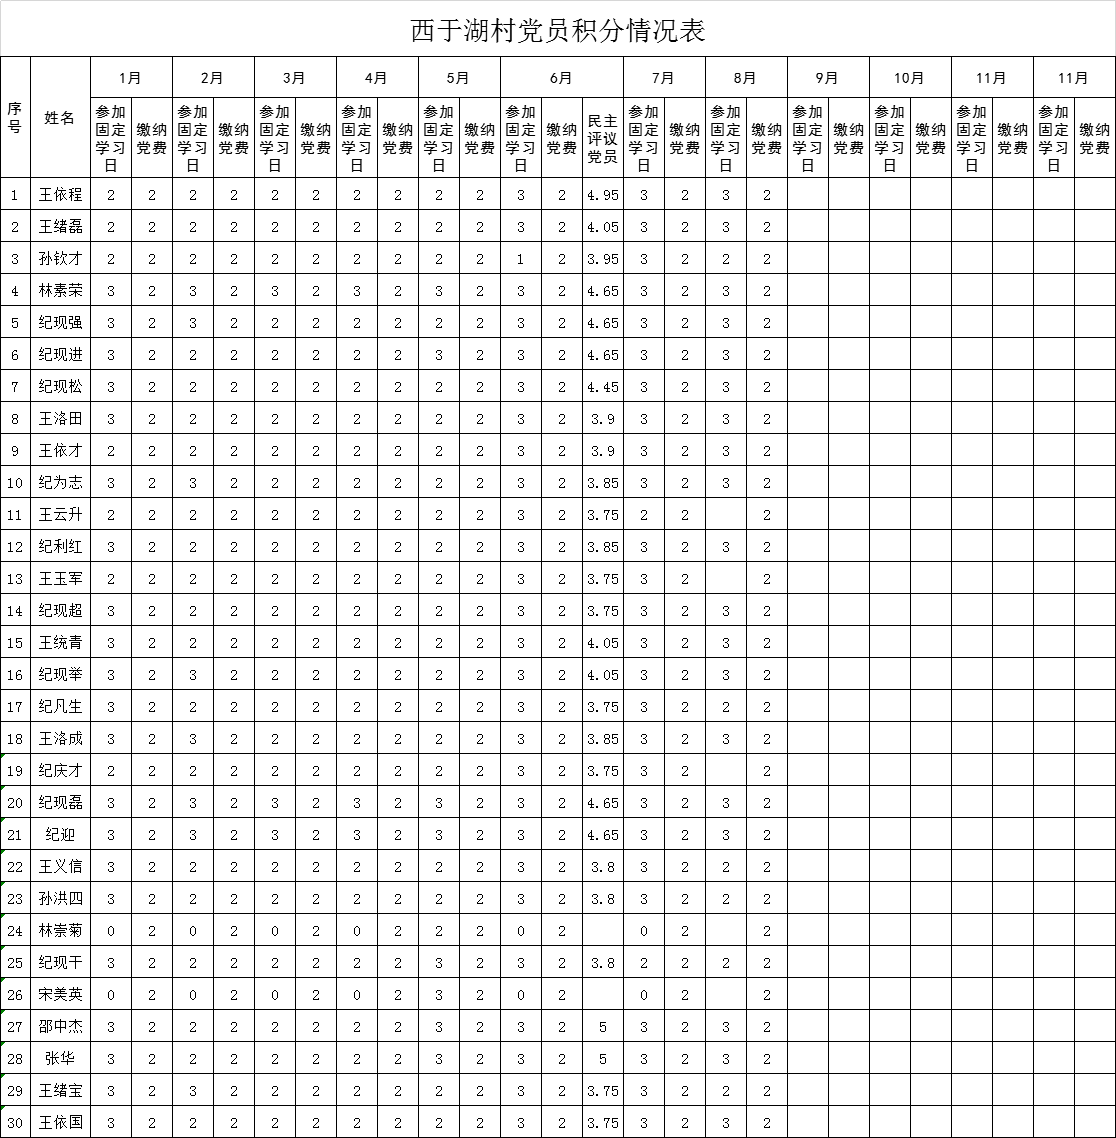 西于湖村党员积分情况表
序号 姓名 1月 2月 3月 4月 5月 6月 7月 8月 9月 10月 11月 11月
参加固定学习日 缴纳党费 参加固定学习日 缴纳党费 参加固定学习日 缴纳党费 参加固定学习日 缴纳党费 参加固定学习日 缴纳党费 参加固定学习日 缴纳党费 民主评议党员 参加固定学习日 缴纳党费 参加固定学习日 缴纳党费 参加固定学习日 缴纳党费 参加固定学习日 缴纳党费 参加固定学习日 缴纳党费 参加固定学习日 缴纳党费
1 王依程 2 2 2 2 2 2 2 2 2 2 3 2 4.95 3 2 3 2
2 王绪磊 2 2 2 2 2 2 2 2 2 2 3 2 4.05 3 2 3 2
3 孙钦才 2 2 2 2 2 2 2 2 2 2 1 2 3.95 3 2 2 2
4 林素荣 3 2 3 2 3 2 3 2 3 2 3 2 4.65 3 2 3 2
5 纪现强 3 2 3 2 2 2 2 2 2 2 3 2 4.65 3 2 3 2
6 纪现进 3 2 2 2 2 2 2 2 3 2 3 2 4.65 3 2 3 2
7 纪现松 3 2 2 2 2 2 2 2 2 2 3 2 4.45 3 2 3 2
8 王洛田 3 2 2 2 2 2 2 2 2 2 3 2 3.9 3 2 3 2
9 王依才 2 2 2 2 2 2 2 2 2 2 3 2 3.9 3 2 3 2
10 纪为志 3 2 3 2 2 2 2 2 2 2 3 2 3.85 3 2 3 2
11 王云升 2 2 2 2 2 2 2 2 2 2 3 2 3.75 2 2 2
12 纪利红 3 2 2 2 2 2 2 2 2 2 3 2 3.85 3 2 3 2
13 王玉军 2 2 2 2 2 2 2 2 2 2 3 2 3.75 3 2 2
14 纪现超 3 2 2 2 2 2 2 2 2 2 3 2 3.75 3 2 3 2
15 王统青 3 2 2 2 2 2 2 2 2 2 3 2 4.05 3 2 3 2
16 纪现举 3 2 3 2 2 2 2 2 2 2 3 2 4.05 3 2 3 2
17 纪凡生 3 2 2 2 2 2 2 2 2 2 3 2 3.75 3 2 2 2
18 王洛成 3 2 3 2 2 2 2 2 2 2 3 2 3.85 3 2 3 2
19 纪庆才 2 2 2 2 2 2 2 2 2 2 3 2 3.75 3 2 2
20 纪现磊 3 2 3 2 3 2 3 2 3 2 3 2 4.65 3 2 3 2
21 纪迎 3 2 3 2 3 2 3 2 3 2 3 2 4.65 3 2 3 2
22 王义信 3 2 2 2 2 2 2 2 2 2 3 2 3.8 3 2 2 2
23 孙洪四 3 2 2 2 2 2 2 2 2 2 3 2 3.8 3 2 2 2
24 林崇菊 0 2 0 2 0 2 0 2 2 2 0 2 0 2 2
25 纪现干 3 2 2 2 2 2 2 2 3 2 3 2 3.8 2 2 2 2
26 宋美英 0 2 0 2 0 2 0 2 3 2 0 2 0 2 2
27 邵中杰 3 2 2 2 2 2 2 2 3 2 3 2 5 3 2 3 2
28 张华 3 2 2 2 2 2 2 2 3 2 3 2 5 3 2 3 2
29 王绪宝 3 2 3 2 2 2 2 2 2 2 3 2 3.75 3 2 2 2
30 王依国 3 2 2 2 2 2 2 2 2 2 3 2 3.75 3 2 3 2